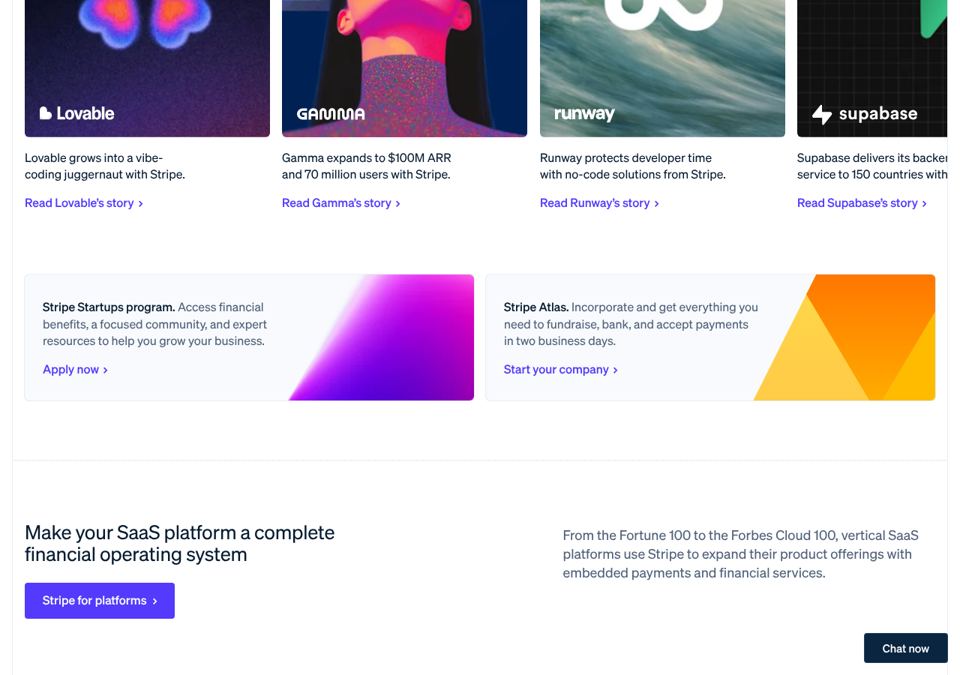 Lovable
GAMMA
runway
supabase
Lovable grows into a vibe-
coding juggernaut with Stripe.
Read Lovable's story ›
Gamma expands to $100M ARR
and 70 million users with Stripe.
Read Gamma's story ›
Runway protects developer time
with no-code solutions from Stripe.
Read Runway's story ›
Supabase delivers its
service to 150 countries with
Read Supabase's story ›
Stripe Startups program. Access financial
benefits, a focused community, and expert
resources to help you grow your business.
Apply now ›
Stripe Atlas. Incorporate and get everything you
need to fundraise, bank, and accept payments
in two business days.
Start your company ›
Make your SaaS platform a complete
financial operating system
Stripe for platforms ›
From the Fortune 100 to the Forbes Cloud 100, vertical SaaS
platforms use Stripe to expand their product offerings with
embedded payments and financial services.
Chat now